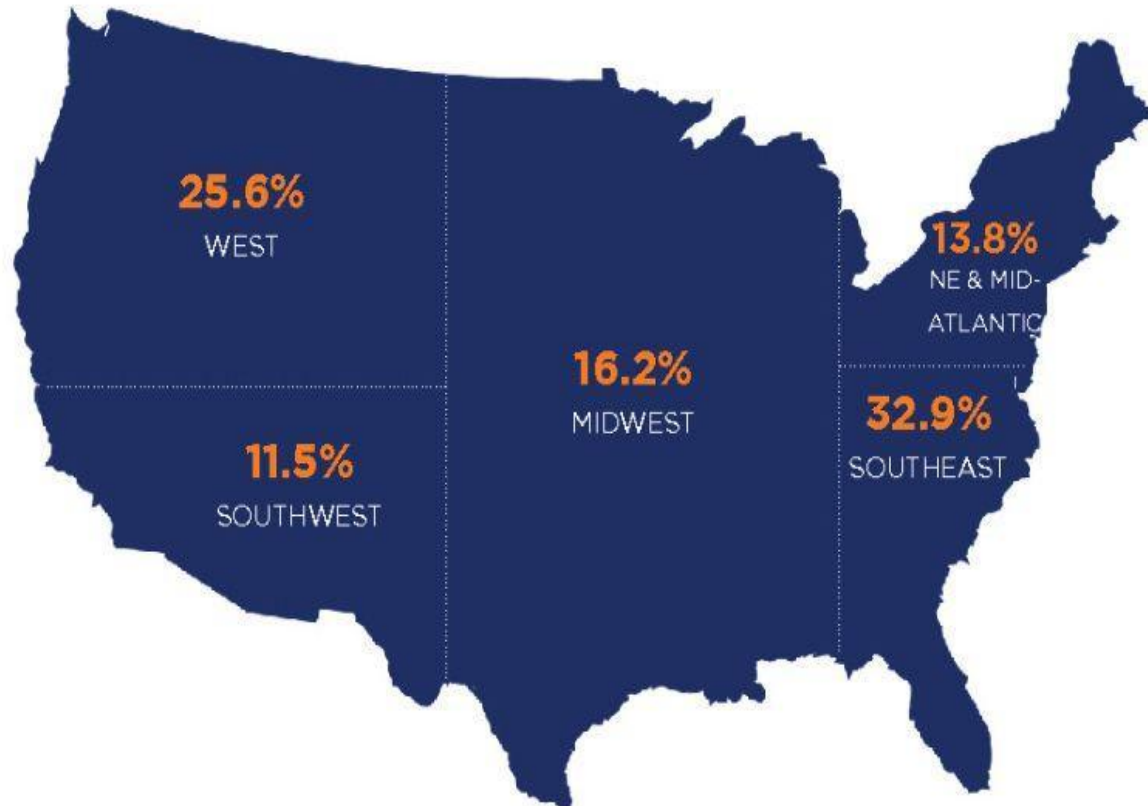 25.6%
WEST
13.8%
NE & MID-
ATLANTIC
16.2%
MIDWEST
32.9%
SOUTHEAST
11.5%
SOUTHWEST